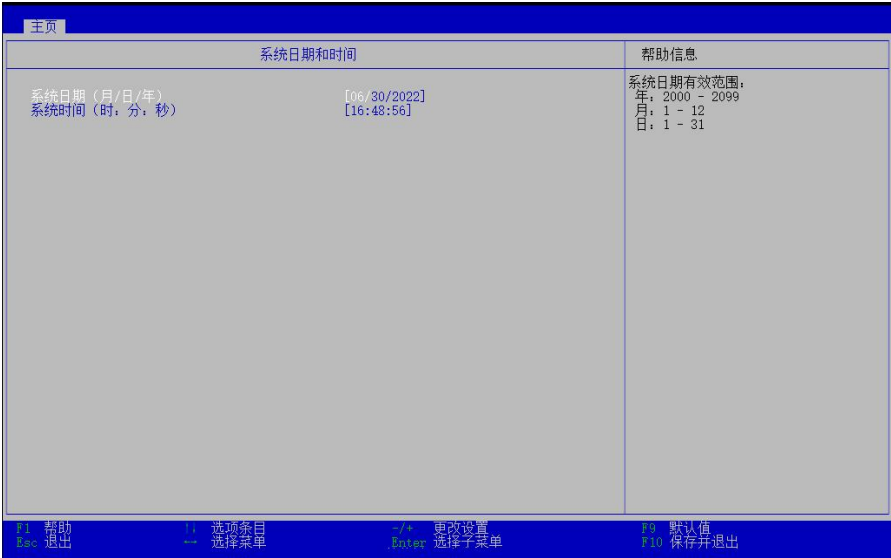 主页
系统日期和时间
帮助信息
系统日期（月/日/年） [06/30/2022]
系统时间（时：分：秒） [16:48:56]
系统日期有效范围：
年：2000 - 2099
月：1 - 12
日：1 - 31
F1 帮助 ↑↓ 选项条目 -/+ 更改设置 F9 默认值
Esc 退出 ←→ 选择菜单 Enter 选择子菜单 F10 保存并退出